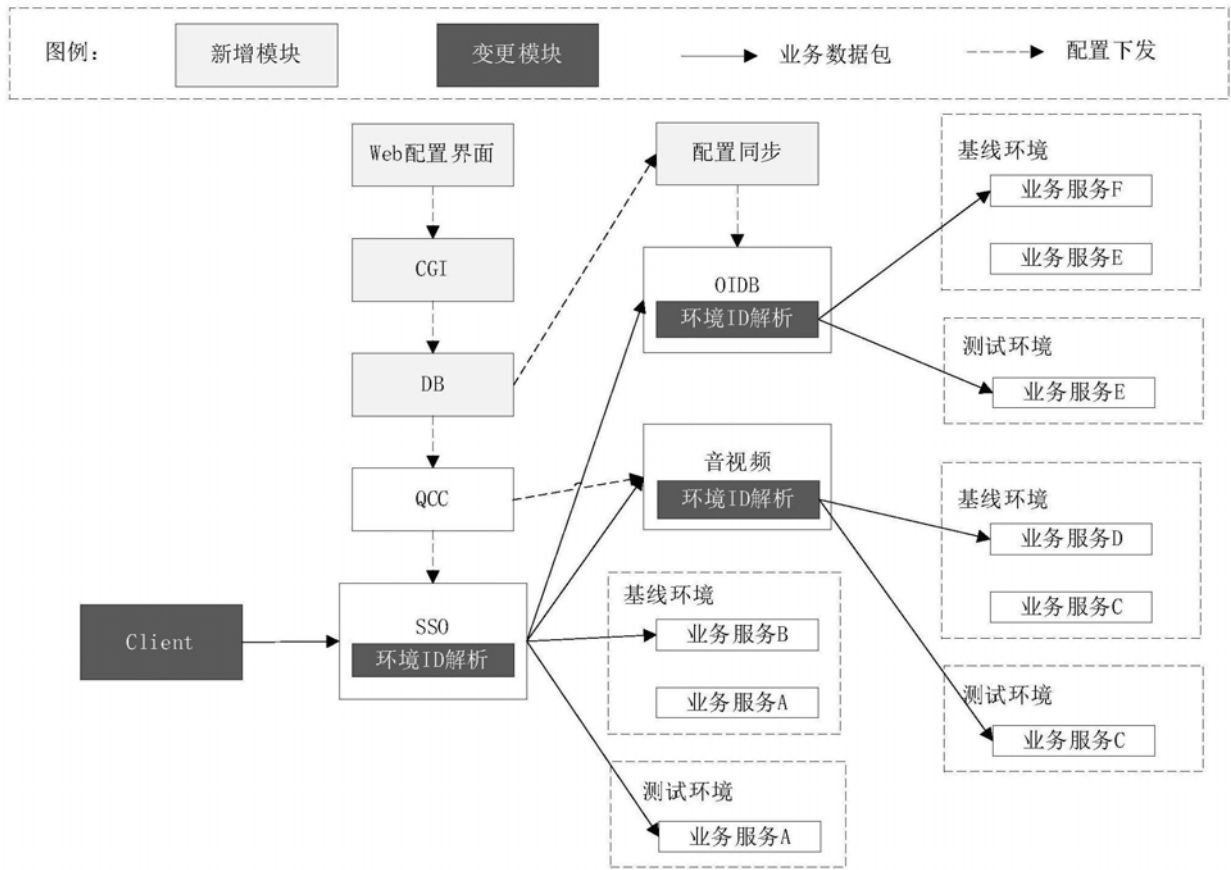 图例：
新增模块
变更模块
业务数据包
配置下发
Web配置界面
配置同步
基线环境
业务服务F
CGI
业务服务E
OIDB
环境ID解析
测试环境
DB
业务服务E
音视频
QCC
环境ID解析
基线环境
业务服务D
基线环境
业务服务C
SSO
业务服务B
Client
环境ID解析
业务服务A
测试环境
业务服务C
测试环境
业务服务A